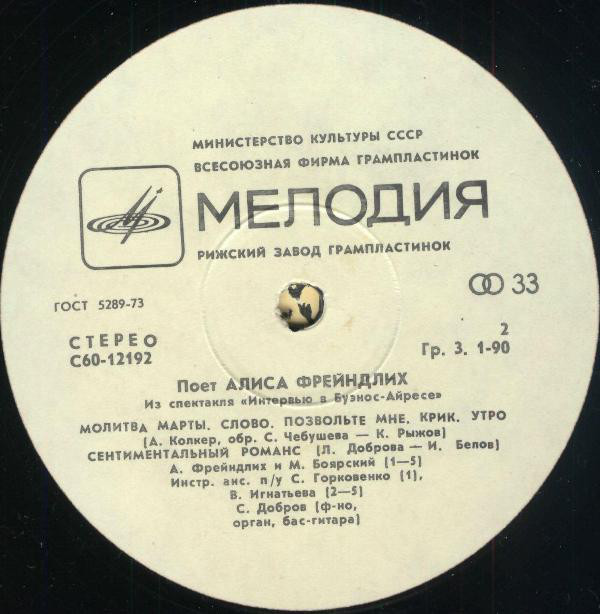 МИНИСТЕРСТВО КУЛЬТУРЫ СССР
ВСЕСОЮЗНАЯ ФИРМА ГРАМПЛАСТИНОК
МЕЛОДИЯ
РИЖСКИЙ ЗАВОД ГРАМПЛАСТИНОК
ГОСТ 5289-73
33
СТЕРЕО
С60-12192
2
Гр. 3. 1-90
Поет АЛИСА ФРЕЙНДЛИХ
Из спектакля «Интервью в Буэнос-Айресе»
МОЛИТВА МАРТЫ. СЛОВО. ПОЗВОЛЬТЕ МНЕ. КРИК. УТРО
(А. Колкер, обр. С. Чебушева — К. Рыжов)
СЕНТИМЕНТАЛЬНЫЙ РОМАНС (Л. Доброва — И. Белов)
А. Фрейндлих и М. Боярский (1—5)
Инстр. анс. п/у С. Горковенко (1),
В. Игнатьева (2—5)
С. Добров (ф-но,
орган, бас-гитара)